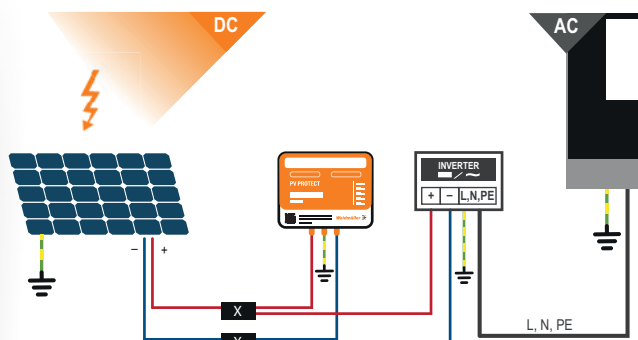 DC
AC
PV PROTECT
Weidmüller
INVERTER
+ − L,N,PE
− +
X
X
L, N, PE